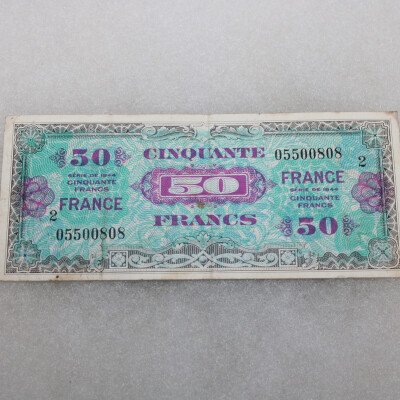 50
SÉRIE DE 1944
CINQUANTE
FRANCS
FRANCE
2
05500808
CINQUANTE
50
FRANCS
05500808
2
FRANCE
SÉRIE DE 1944
CINQUANTE
FRANCS
50